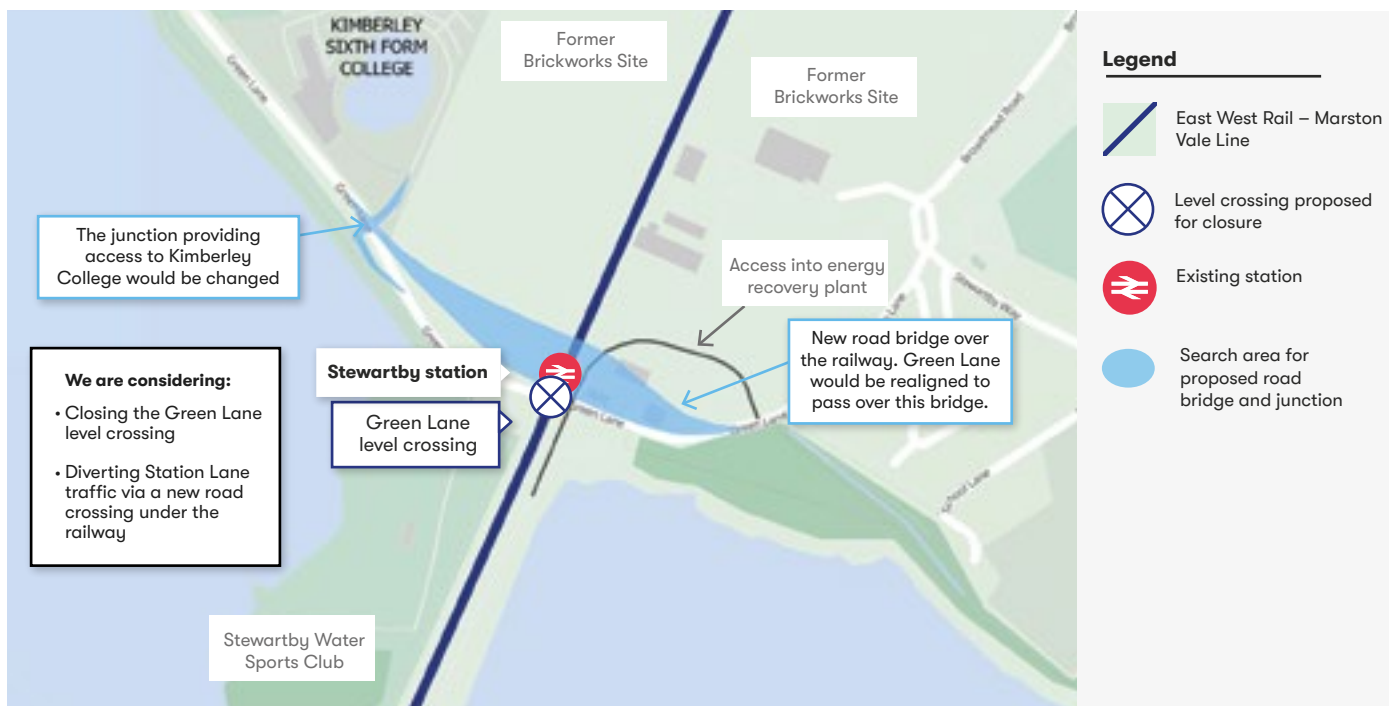 KIMBERLEY
SIXTH FORM
COLLEGE
Former
Brickworks Site
Former
Brickworks Site
Green Lane
Broadmead Road
The junction providing
access to Kimberley
College would be changed
Access into energy
recovery plant
Stewartby Way
New road bridge over
the railway. Green Lane
would be realigned to
pass over this bridge.
We are considering:
• Closing the Green Lane
level crossing
• Diverting Station Lane
traffic via a new road
crossing under the
railway
Stewartby station
Green Lane
level crossing
Green Lane
Green Lane
School Lane
Stewartby Water
Sports Club
Legend
East West Rail – Marston
Vale Line
Level crossing proposed
for closure
Existing station
Search area for
proposed road
bridge and junction